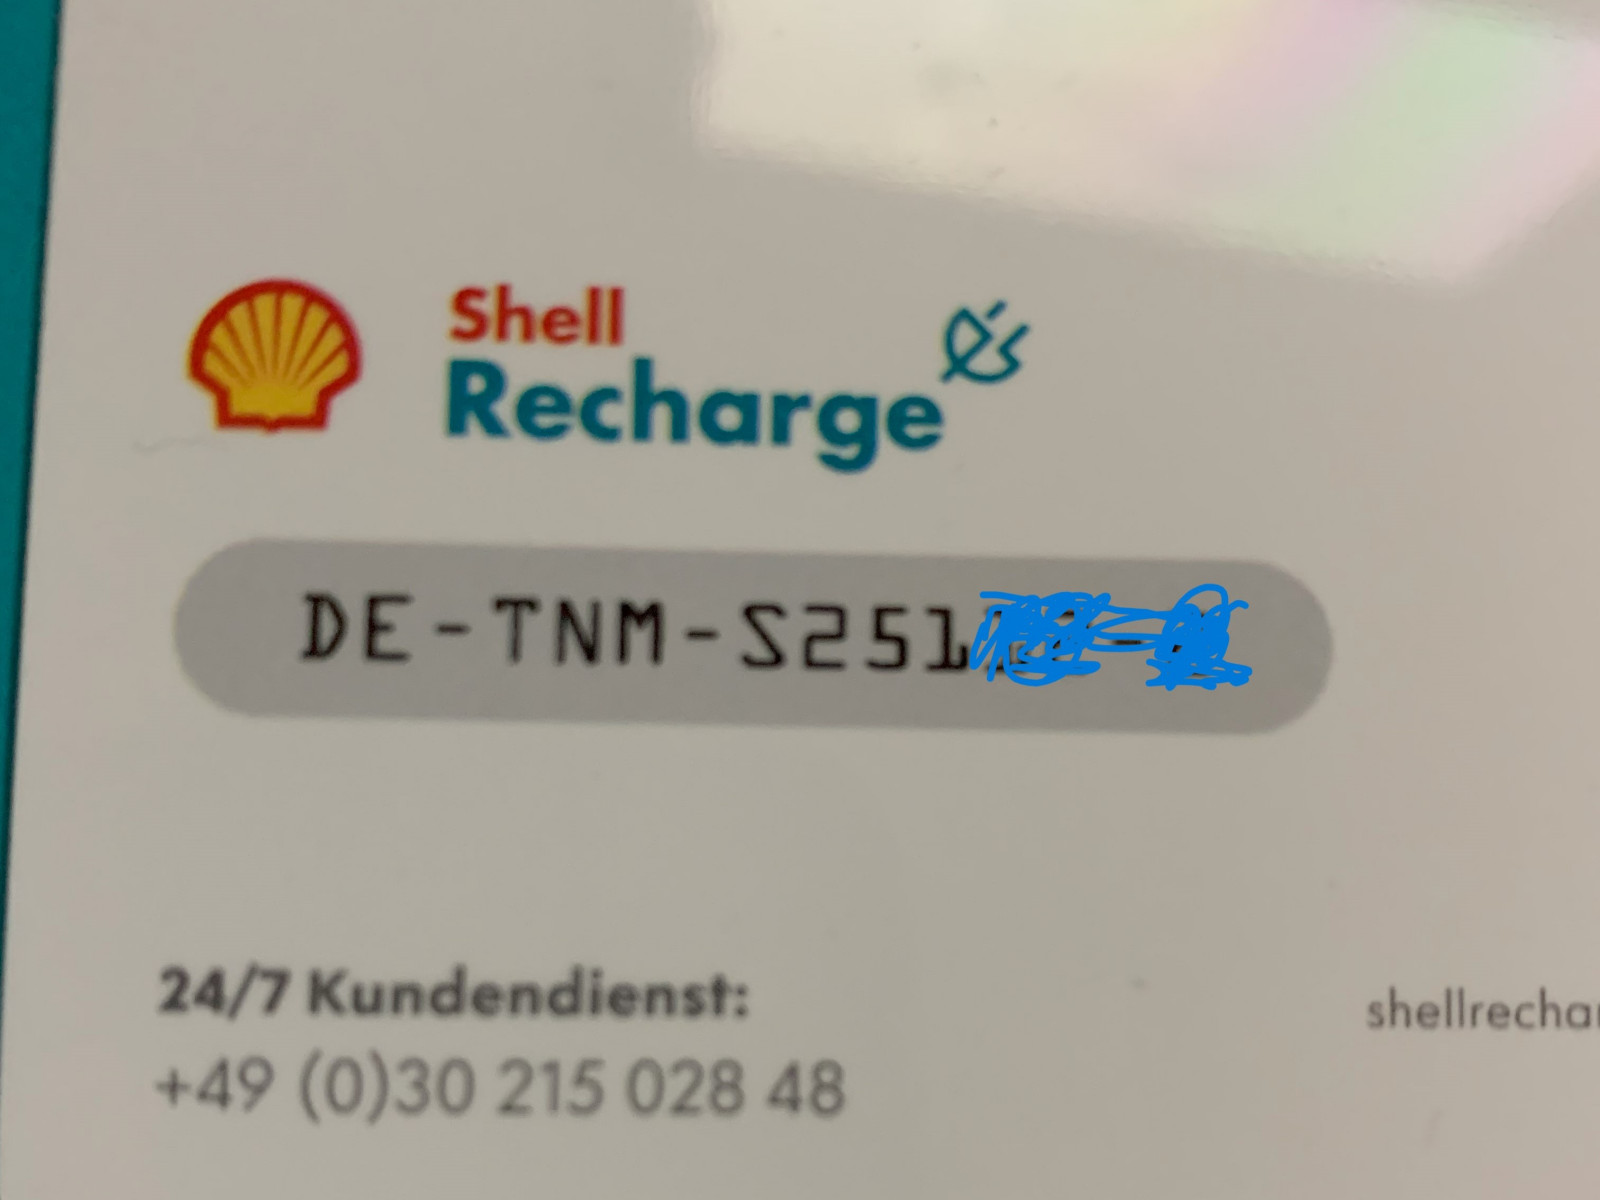 Shell
Recharge
DE-TNM-S251
24/7 Kundendienst:
+49 (0)30 215 028 48
shellrechar